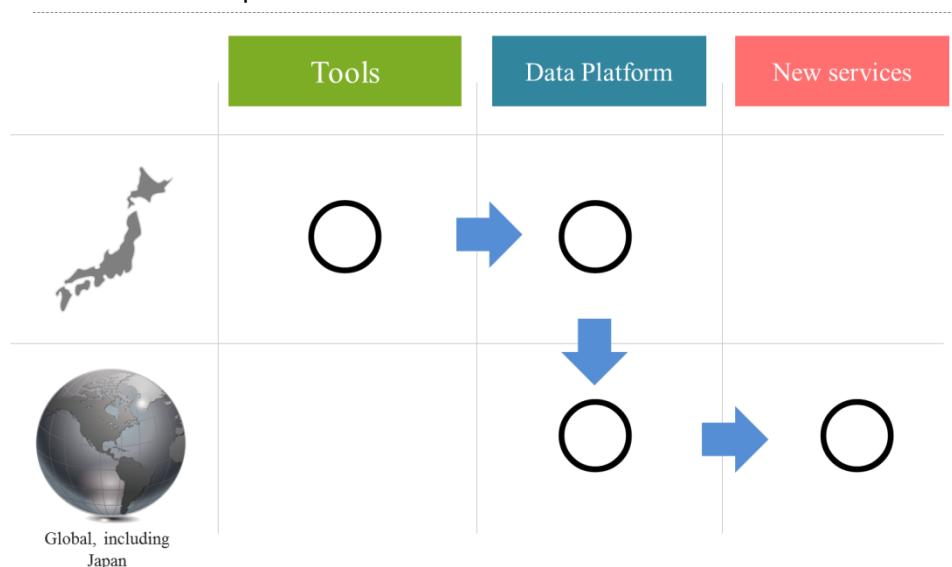 Tools
Data Platform
New services
Global, including
Japan